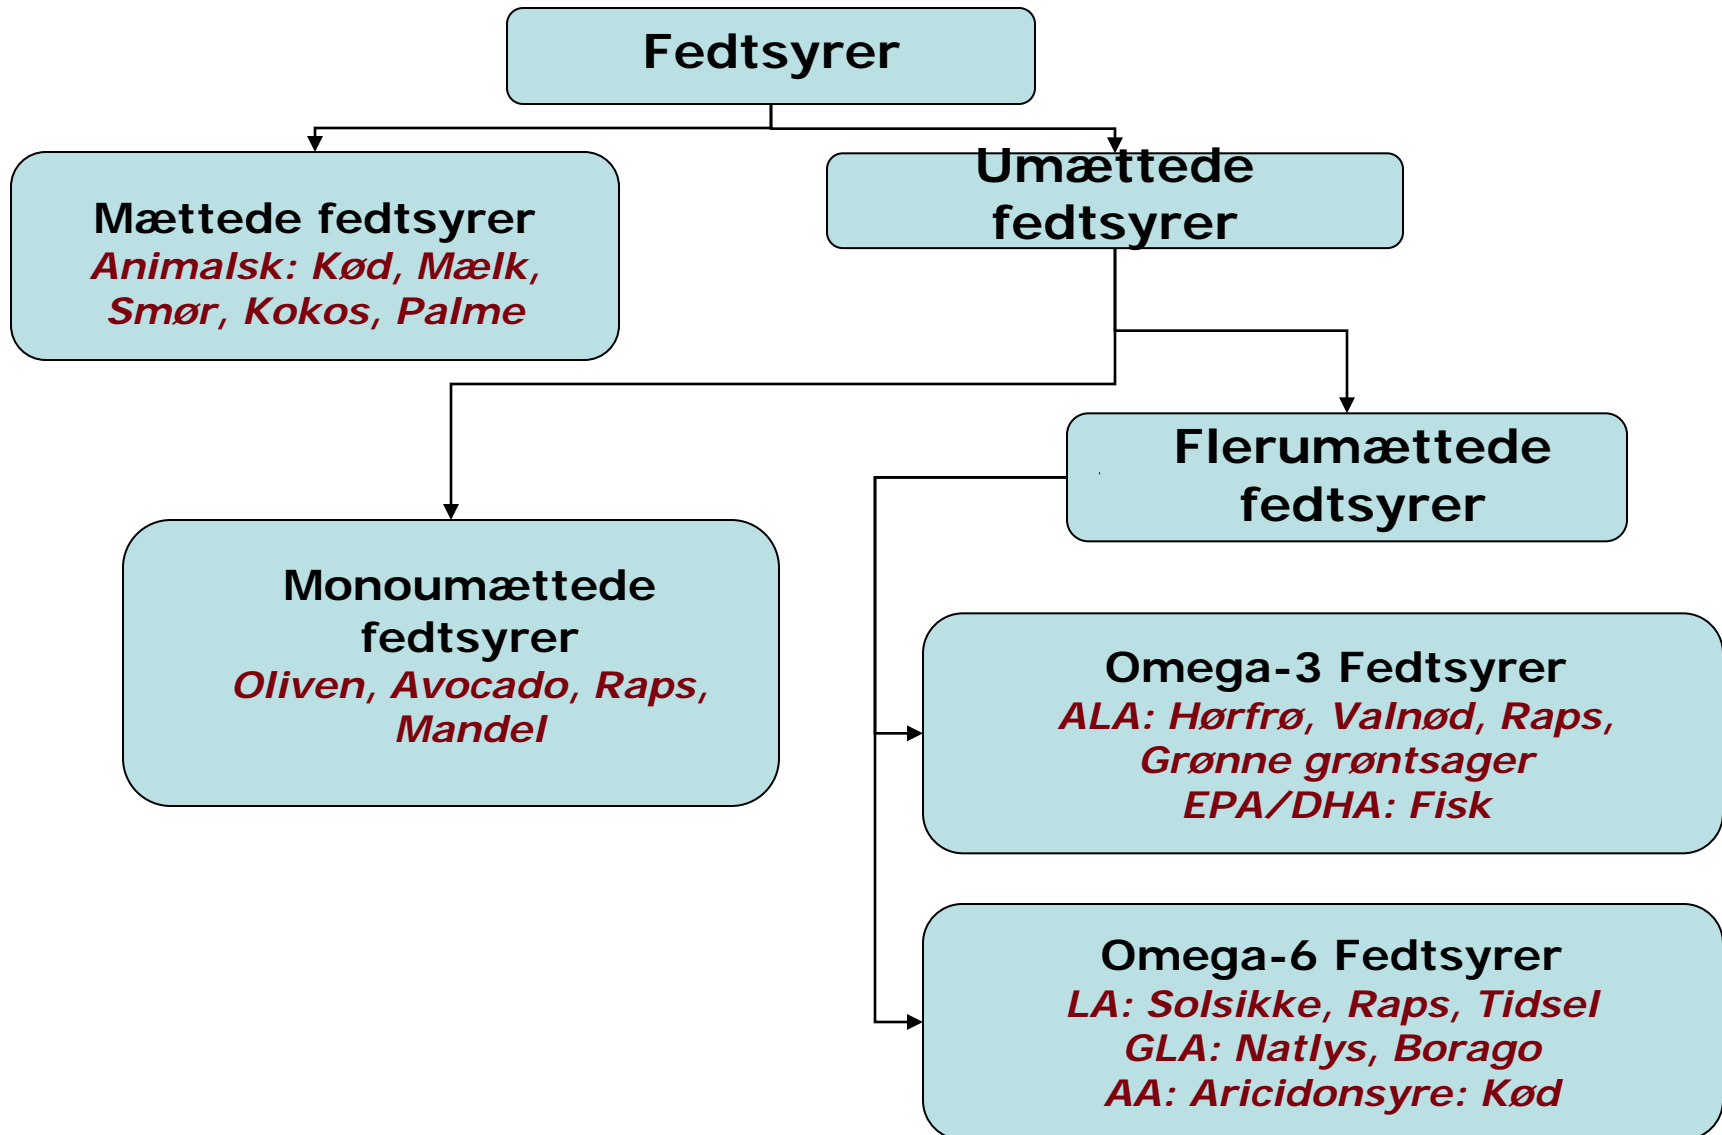 Fedtsyrer
Mættede fedtsyrer
Animalsk: Kød, Mælk,
Smør, Kokos, Palme
Umættede
fedtsyrer
Flerumættede
fedtsyrer
Monoumættede
fedtsyrer
Oliven, Avocado, Raps,
Mandel
Omega-3 Fedtsyrer
ALA: Hørfrø, Valnød, Raps,
Grønne grøntsager
EPA/DHA: Fisk
Omega-6 Fedtsyrer
LA: Solsikke, Raps, Tidsel
GLA: Natlys, Borago
AA: Aricidonsyre: Kød